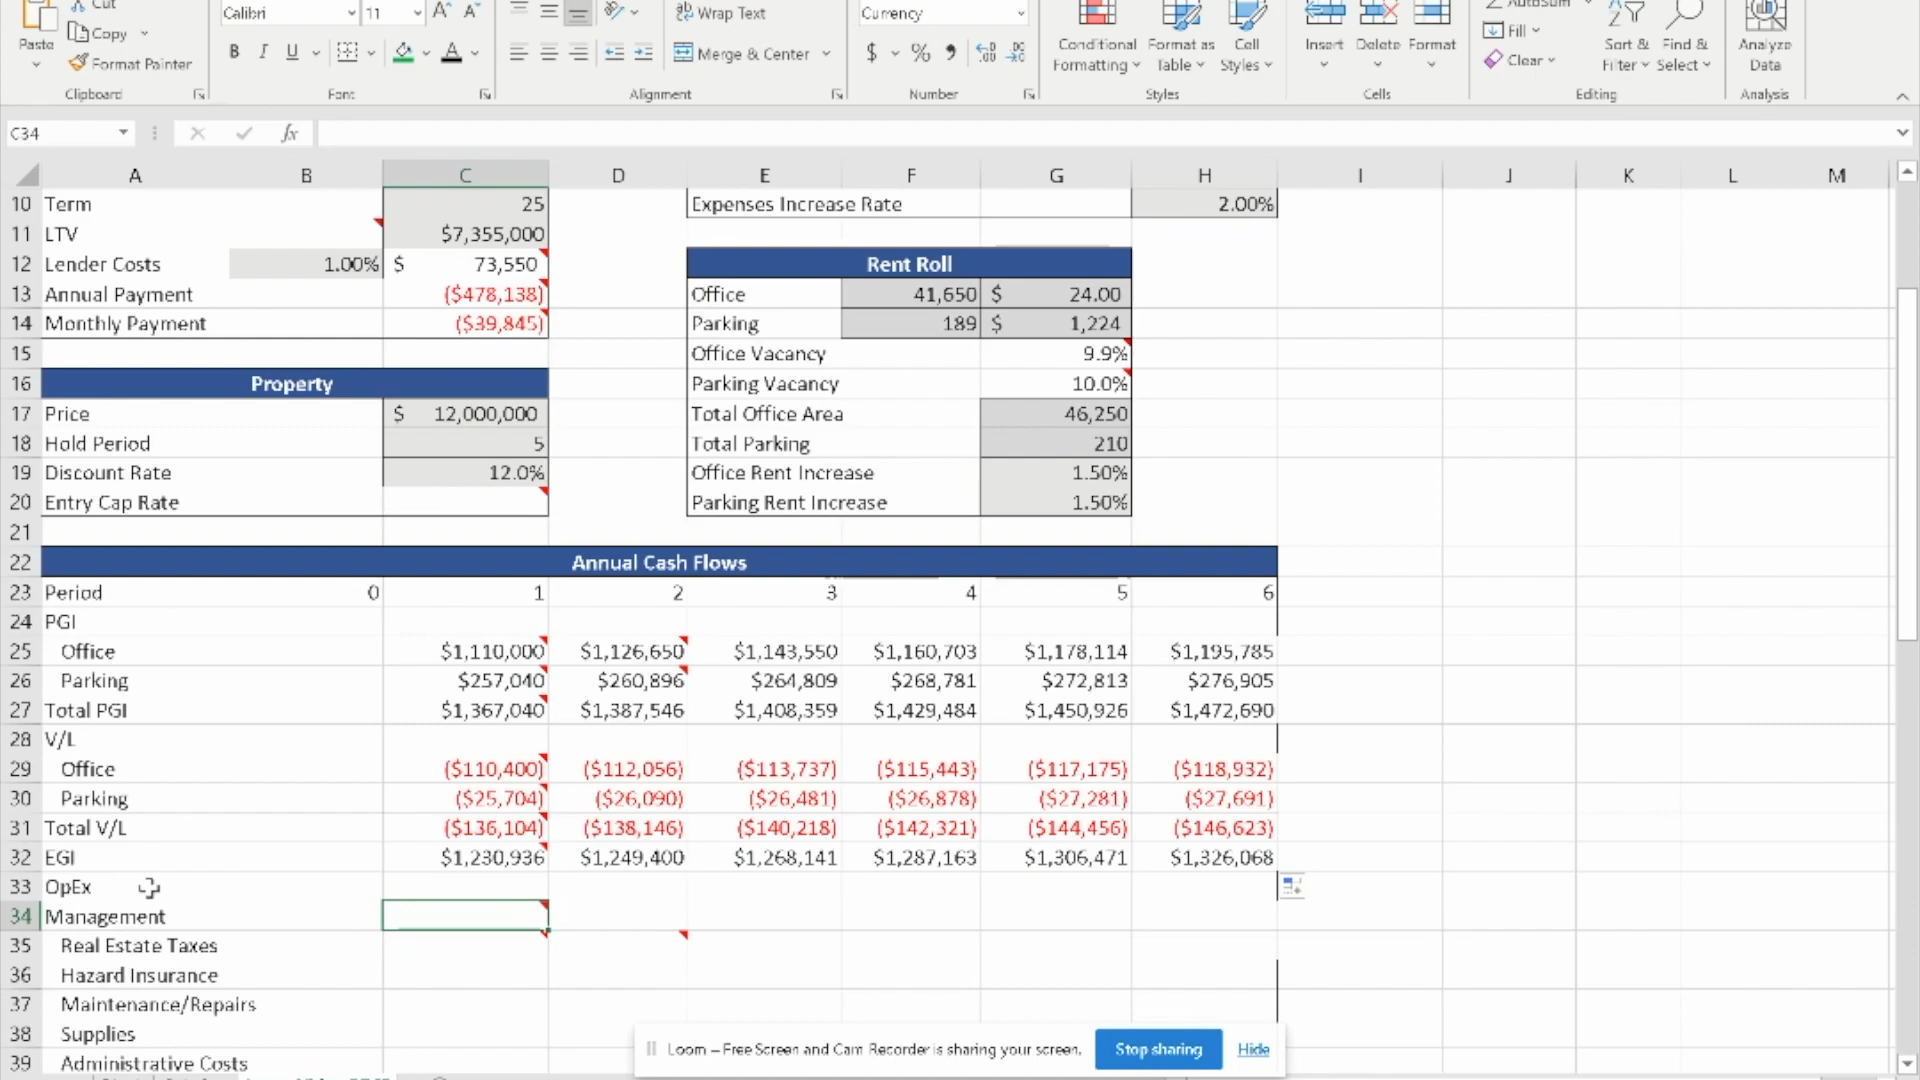 Cut
Calibri 11 A A Wrap Text Currency AutoSum
Paste Copy Conditional Format as Cell Insert Delete Format Fill Sort & Find & Analyze
Format Painter B I U A Merge & Center $ % Formatting Table Styles Clear Filter Select Data
Clipboard Font Alignment Number Styles Cells Editing Analysis
C34 fx
A B C D E F G H I J K L M
10 Term 25 Expenses Increase Rate 2.00%
11 LTV $7,355,000
12 Lender Costs 1.00% $ 73,550 Rent Roll
13 Annual Payment ($478,138) Office 41,650 $ 24.00
14 Monthly Payment ($39,845) Parking 189 $ 1,224
15 Office Vacancy 9.9%
16 Property Parking Vacancy 10.0%
17 Price $ 12,000,000 Total Office Area 46,250
18 Hold Period 5 Total Parking 210
19 Discount Rate 12.0% Office Rent Increase 1.50%
20 Entry Cap Rate Parking Rent Increase 1.50%
21
22 Annual Cash Flows
23 Period 0 1 2 3 4 5 6
24 PGI
25 Office $1,110,000 $1,126,650 $1,143,550 $1,160,703 $1,178,114 $1,195,785
26 Parking $257,040 $260,896 $264,809 $268,781 $272,813 $276,905
27 Total PGI $1,367,040 $1,387,546 $1,408,359 $1,429,484 $1,450,926 $1,472,690
28 V/L
29 Office ($110,400) ($112,056) ($113,737) ($115,443) ($117,175) ($118,932)
30 Parking ($25,704) ($26,090) ($26,481) ($26,878) ($27,281) ($27,691)
31 Total V/L ($136,104) ($138,146) ($140,218) ($142,321) ($144,456) ($146,623)
32 EGI $1,230,936 $1,249,400 $1,268,141 $1,287,163 $1,306,471 $1,326,068
33 OpEx
34 Management
35 Real Estate Taxes
36 Hazard Insurance
37 Maintenance/Repairs
38 Supplies
39 Administrative Costs
Loom – Free Screen and Cam Recorder is sharing your screen. Stop sharing Hide